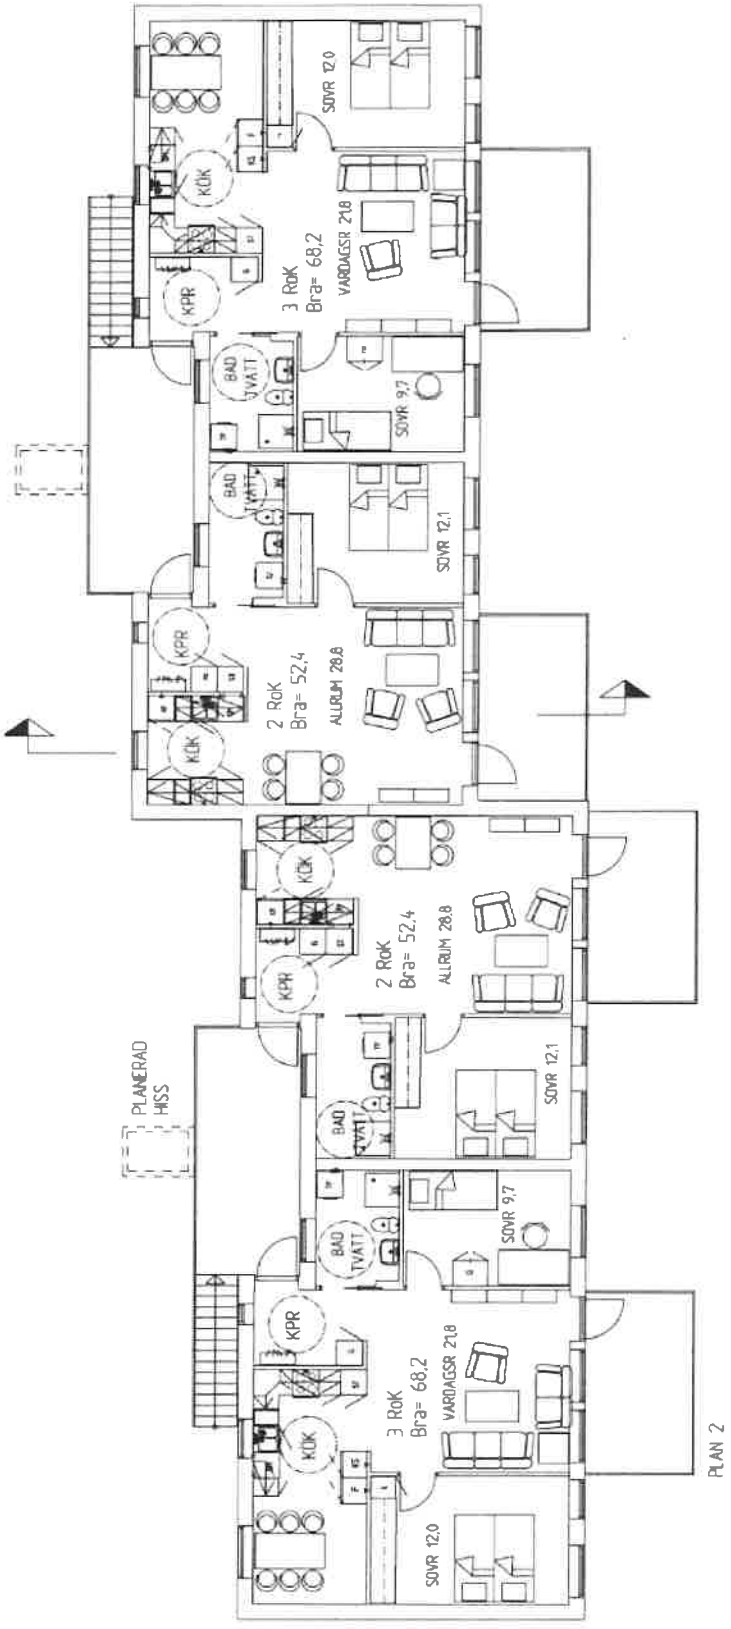 SOVR 12.0
KÖK
3 RoK
Bra= 68,2
VARDAGSR 21.8
KPR
BAD
TVÄTT
SOVR 9,7
BAD
TVÄTT
SOVR 12.1
KPR
2 RoK
Bra= 52,4
ALLRUM 28.8
KÖK
KÖK
2 RoK
Bra= 52,4
ALLRUM 28.8
KPR
SOVR 12.1
BAD
TVÄTT
PLANERAD
HISS
BAD
TVÄTT
SOVR 9,7
KPR
3 RoK
Bra= 68,2
VARDAGSR 21,8
KÖK
SOVR 12,0
PLAN 2